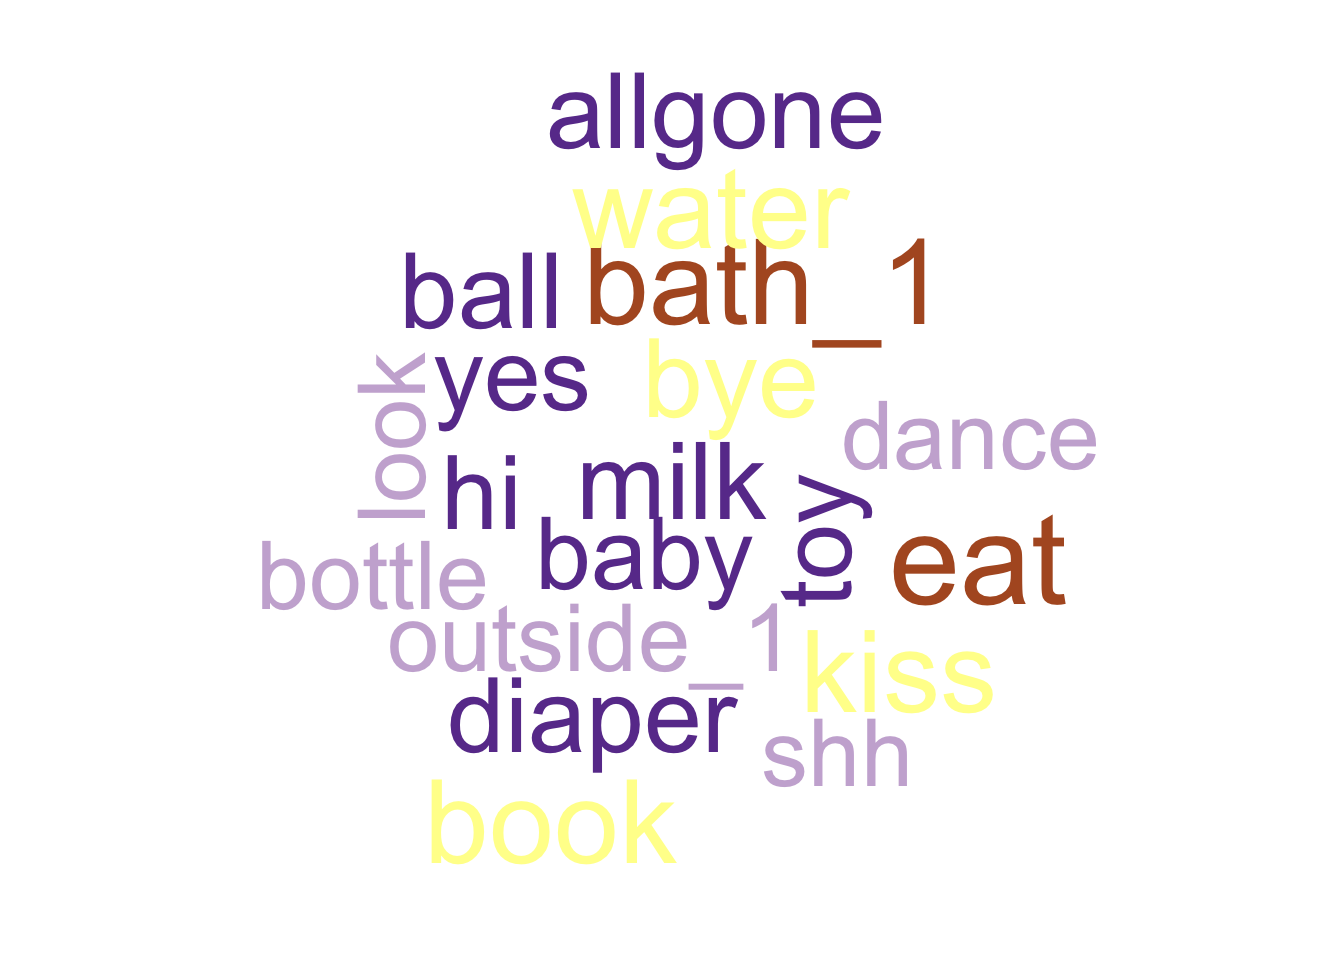 allgone
water
ball
bath_1
yes
bye
look
dance
hi
milk
toy
eat
baby
bottle
outside_1
kiss
diaper
shh
book